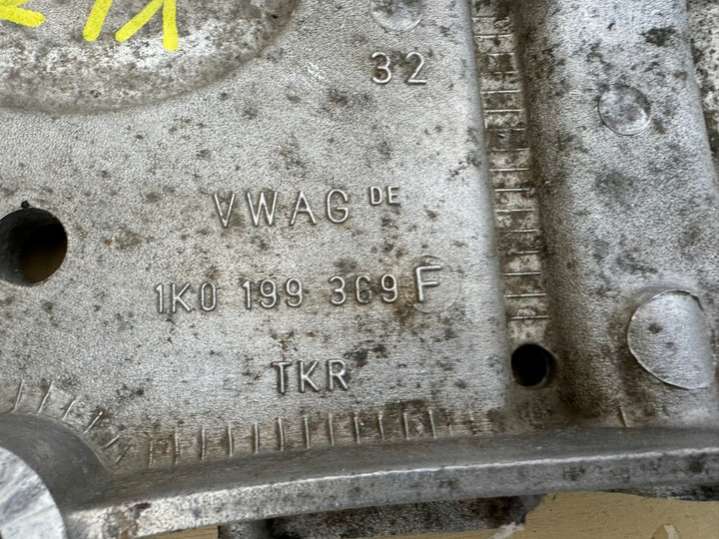 32
VWAG DE
1K0 199 369 F
TKR